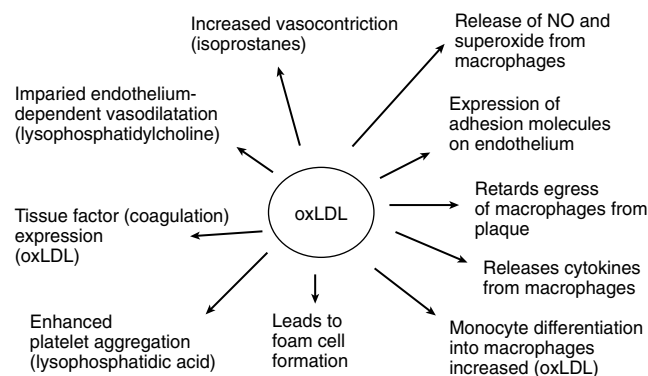 Increased vasocontriction
(isoprostanes)
Release of NO and
superoxide from
macrophages
Imparied endothelium-
dependent vasodilatation
(lysophosphatidylcholine)
Expression of
adhesion molecules
on endothelium
oxLDL
Retards egress
of macrophages from
plaque
Tissue factor (coagulation)
expression
(oxLDL)
Releases cytokines
from macrophages
Enhanced
platelet aggregation
(lysophosphatidic acid)
Leads to
foam cell
formation
Monocyte differentiation
into macrophages
increased (oxLDL)